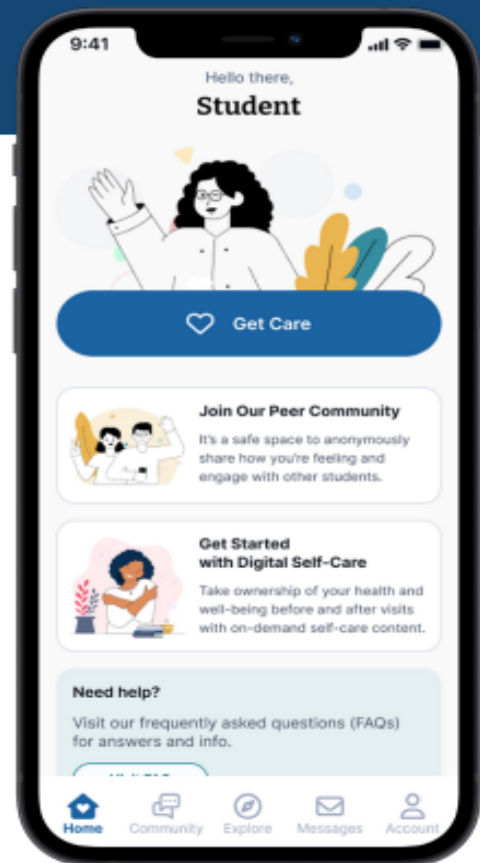 9:41
Hello there,
Student
Get Care
Join Our Peer Community
It's a safe space to anonymously
share how you're feeling and
engage with other students.
Get Started
with Digital Self-Care
Take ownership of your health and
well-being before and after visits
with on-demand self-care content.
Need help?
Visit our frequently asked questions (FAQs)
for answers and info.
Home Community Explore Messages Account